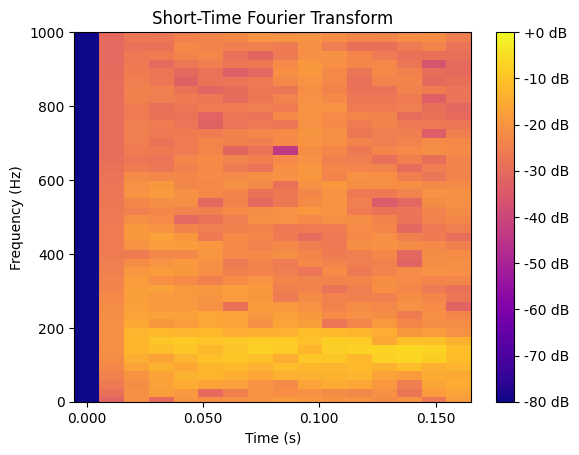 Short-Time Fourier Transform
1000
800
600
400
200
0
Frequency (Hz)
0.000
0.050
0.100
0.150
Time (s)
+0 dB
-10 dB
-20 dB
-30 dB
-40 dB
-50 dB
-60 dB
-70 dB
-80 dB